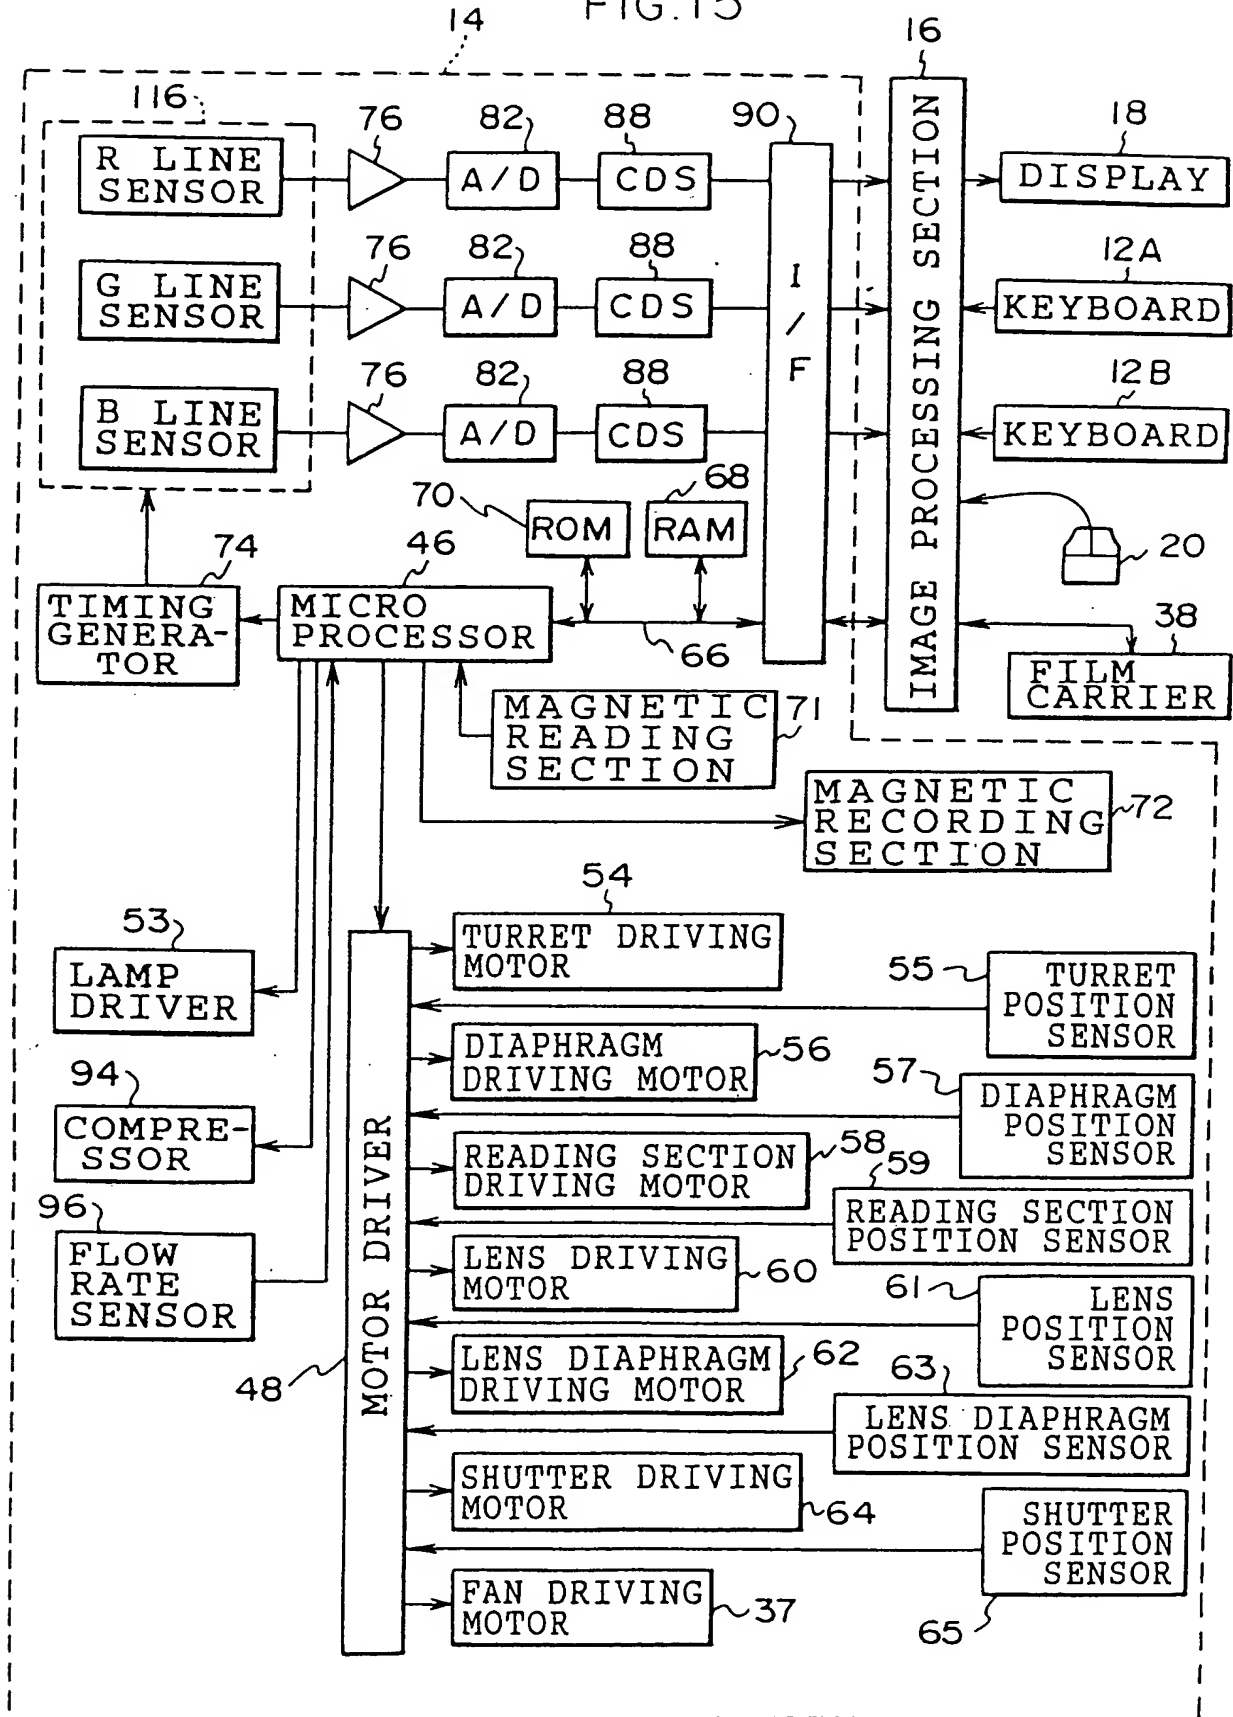 FIG.15
14
16
116
76
82
88
90
18
R LINE
SENSOR
A/D
CDS
DISPLAY
76
82
88
12A
G LINE
SENSOR
A/D
CDS
I/F
KEYBOARD
76
82
88
12B
B LINE
SENSOR
A/D
CDS
KEYBOARD
IMAGE PROCESSING SECTION
70
ROM
68
RAM
20
74
46
TIMING
GENERA-
TOR
MICRO
PROCESSOR
66
38
FILM
CARRIER
MAGNETIC
READING
SECTION
71
MAGNETIC
RECORDING
SECTION
72
54
53
LAMP
DRIVER
TURRET DRIVING
MOTOR
55
TURRET
POSITION
SENSOR
DIAPHRAGM
DRIVING MOTOR
56
94
COMPRE-
SSOR
57
DIAPHRAGM
POSITION
SENSOR
READING SECTION
DRIVING MOTOR
58
59
READING SECTION
POSITION SENSOR
96
FLOW
RATE
SENSOR
LENS DRIVING
MOTOR
60
61
LENS
POSITION
SENSOR
48
MOTOR DRIVER
LENS DIAPHRAGM
DRIVING MOTOR
62
63
LENS DIAPHRAGM
POSITION SENSOR
SHUTTER DRIVING
MOTOR
64
SHUTTER
POSITION
SENSOR
65
FAN DRIVING
MOTOR
37